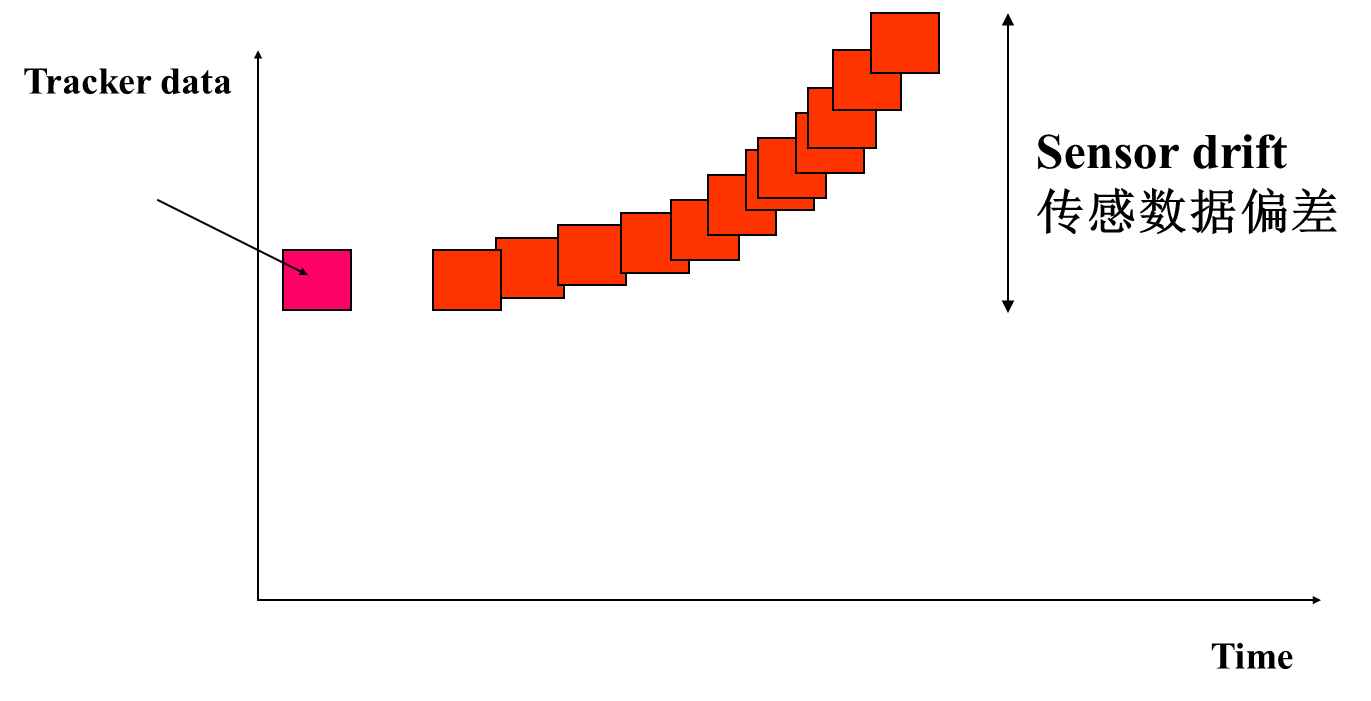 Tracker data
Sensor drift
传感数据偏差
Time